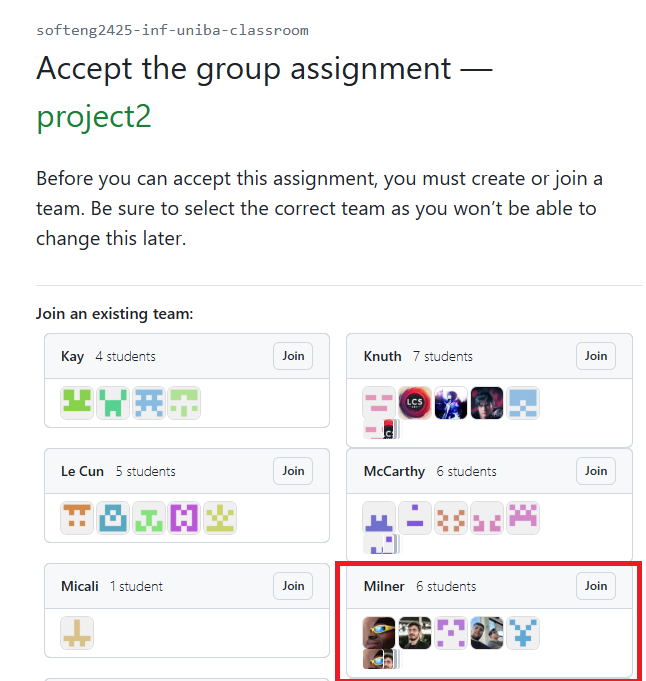 softeng2425-inf-uniba-classroom
Accept the group assignment —
project2
Before you can accept this assignment, you must create or join a
team. Be sure to select the correct team as you won’t be able to
change this later.
Join an existing team:
Kay 4 students Join
Knuth 7 students Join
LCS
Le Cun 5 students Join
McCarthy 6 students Join
Micali 1 student Join
Milner 6 students Join